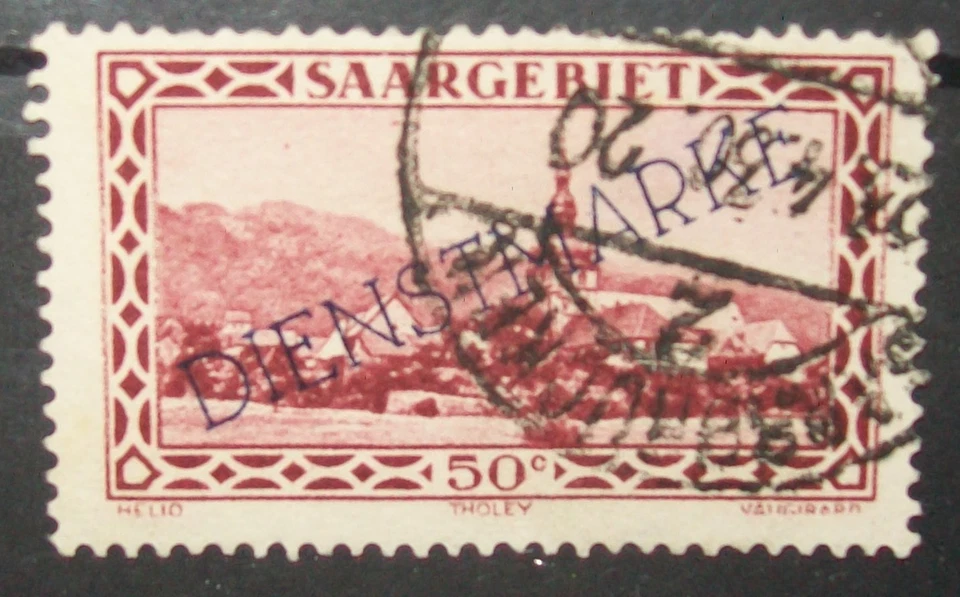 SAARGEBIET
DIENSTMARKE
50c
HELIO THOLEY VAUGIRARD